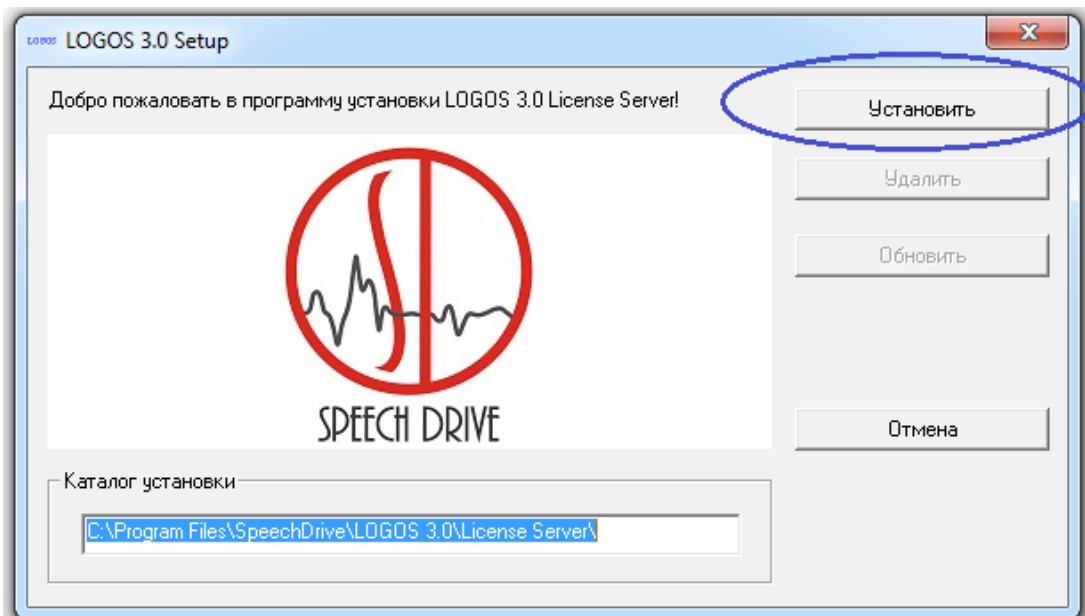 LOGOS LOGOS 3.0 Setup
Добро пожаловать в программу установки LOGOS 3.0 License Server!
Установить
Удалить
Обновить
SPEECH DRIVE
Отмена
Каталог установки
C:\Program Files\SpeechDrive\LOGOS 3.0\License Server\